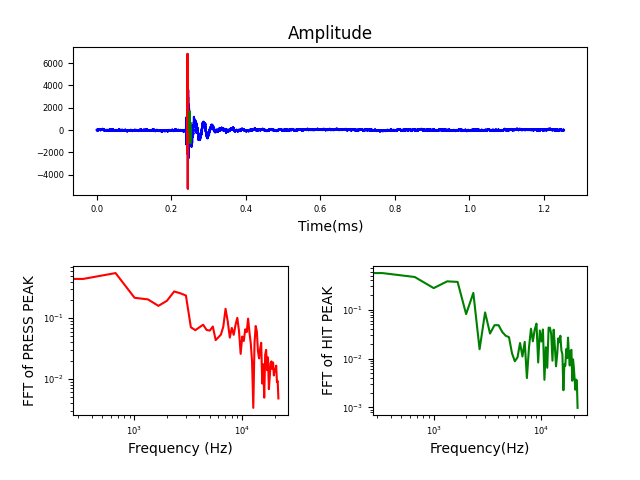 Amplitude
6000
4000
2000
0
−2000
−4000
0.0 0.2 0.4 0.6 0.8 1.0 1.2
Time(ms)
FFT of PRESS PEAK
10⁻¹
10⁻²
10³ 10⁴
Frequency (Hz)
FFT of HIT PEAK
10⁻¹
10⁻²
10⁻³
10³ 10⁴
Frequency(Hz)